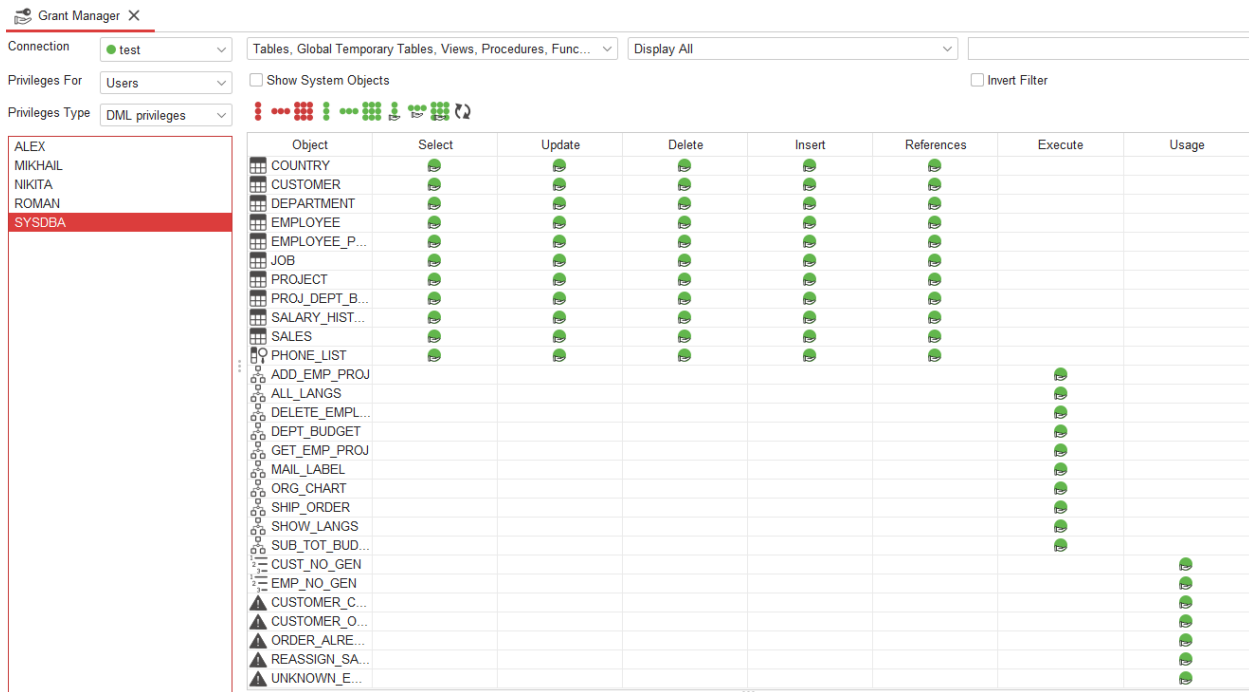 Grant Manager
Connection
test
Tables, Global Temporary Tables, Views, Procedures, Func...
Display All
Privileges For
Users
Show System Objects
Invert Filter
Privileges Type
DML privileges
ALEX
MIKHAIL
NIKITA
ROMAN
SYSDBA
Object Select Update Delete Insert References Execute Usage
COUNTRY
CUSTOMER
DEPARTMENT
EMPLOYEE
EMPLOYEE_P...
JOB
PROJECT
PROJ_DEPT_B...
SALARY_HIST...
SALES
PHONE_LIST
ADD_EMP_PROJ
ALL_LANGS
DELETE_EMPL...
DEPT_BUDGET
GET_EMP_PROJ
MAIL_LABEL
ORG_CHART
SHIP_ORDER
SHOW_LANGS
SUB_TOT_BUD...
CUST_NO_GEN
EMP_NO_GEN
CUSTOMER_C...
CUSTOMER_O...
ORDER_ALRE...
REASSIGN_SA...
UNKNOWN_E...